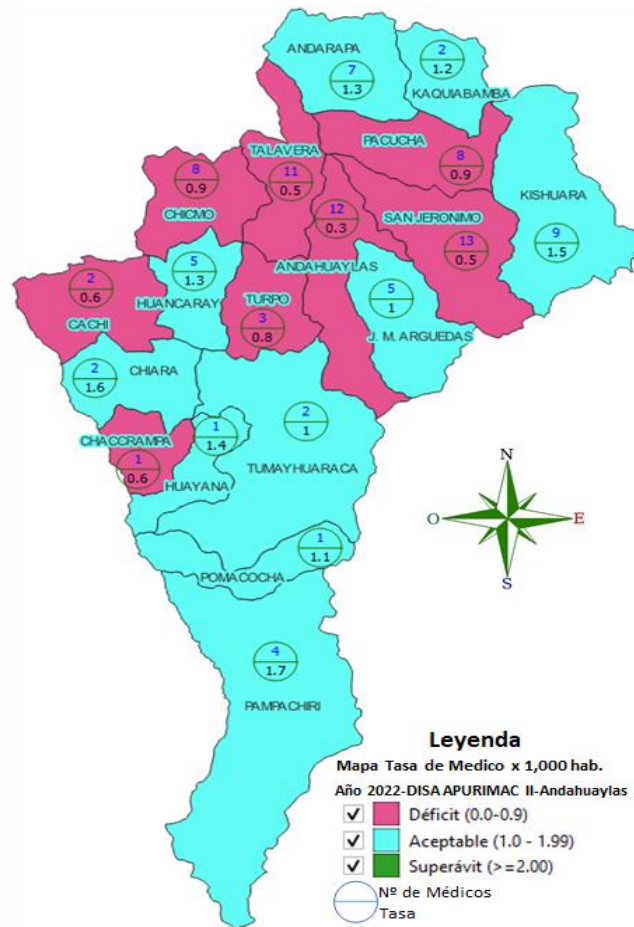 ANDARAPA
7
1.3
2
1.2
KAQUIABAMBA
PACUCHA
8
0.9
TALAVERA
11
0.5
8
0.9
CHICMO
12
0.3
ANDAHUAYLAS
SAN JERONIMO
13
0.5
KISHUARA
9
1.5
5
1.3
HUANCARAY
2
0.6
CACHI
TURPO
3
0.8
5
1
J. M. ARGUEDAS
2
1.6
CHIARA
CHACCRAMPA
1
0.6
1
1.4
HUAYANA
2
1
TUMAYHUARACA
1
1.1
POMACOCHA
4
1.7
PAMPACHIRI
N
O
E
S
Leyenda
Mapa Tasa de Medico x 1,000 hab.
Año 2022-DISA APURIMAC II-Andahuaylas
Déficit (0.0-0.9)
Aceptable (1.0 - 1.99)
Superávit (>=2.00)
Nº de Médicos
Tasa